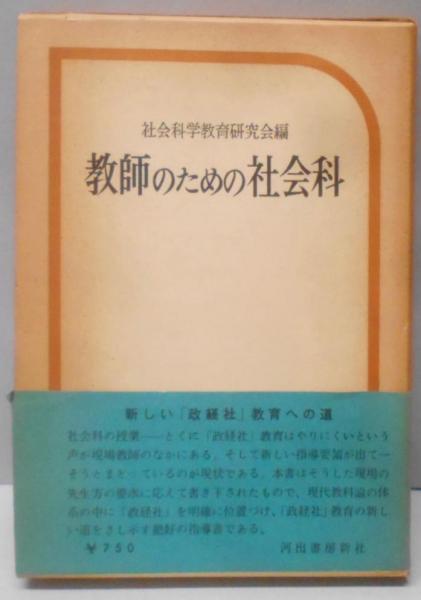 社会科学教育研究会編
教師のための社会科
新しい「政経社」教育への道
社会科の授業――とくに「政経社」教育はやりにくいという
声が現場教師のなかにある。そして新しい指導要領が出て一
そうとまどっているのが現状である。本書はそうした現場の
先生方の要求に応えて書き下されたもので、現代教科論の体
系の中に「政経社」を明確に位置づけ、「政経社」教育の新し
い道をさし示す絶好の指導書である。
¥750
河出書房新社